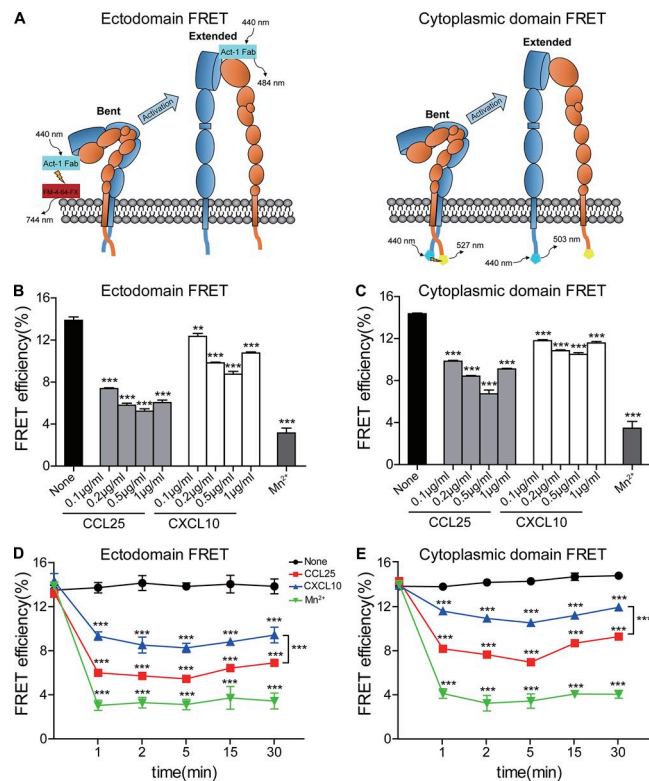 A
Ectodomain FRET
Extended
440 nm
Act-1 Fab
484 nm
Activation
Bent
440 nm
Act-1 Fab
FM-4-64-FX
744 nm
Cytoplasmic domain FRET
Extended
Activation
Bent
440 nm
527 nm
440 nm
503 nm
B
Ectodomain FRET
FRET efficiency(%)
16
12
8
4
0
***
***
***
***
**
***
***
***
***
None
0.1μg/ml
0.2μg/ml
0.5μg/ml
1μg/ml
0.1μg/ml
0.2μg/ml
0.5μg/ml
1μg/ml
Mn²⁺
CCL25
CXCL10
C
Cytoplasmic domain FRET
FRET efficiency(%)
16
12
8
4
0
***
***
***
***
***
***
***
***
***
None
0.1μg/ml
0.2μg/ml
0.5μg/ml
1μg/ml
0.1μg/ml
0.2μg/ml
0.5μg/ml
1μg/ml
Mn²⁺
CCL25
CXCL10
D
Ectodomain FRET
None
CCL25
CXCL10
Mn²⁺
FRET efficiency(%)
16
12
8
4
0
*** *** *** *** ***
*** *** *** *** ***
***
*** *** *** *** ***
1 2 5 15 30
time(min)
E
Cytoplasmic domain FRET
FRET efficiency(%)
16
12
8
4
0
*** *** *** *** ***
***
*** *** *** *** ***
*** *** *** *** ***
1 2 5 15 30
time(min)